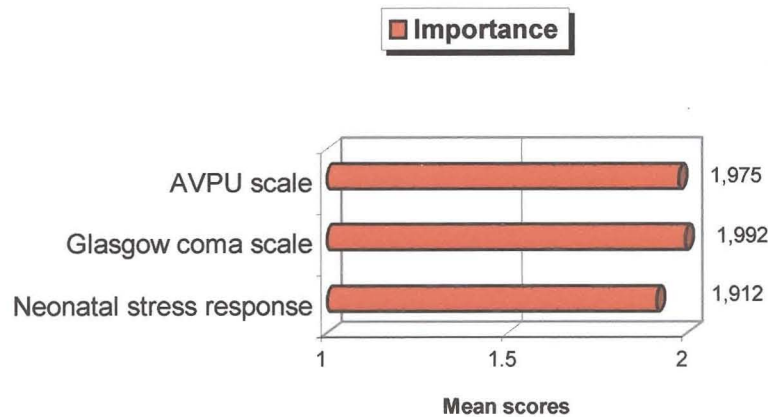 Importance
AVPU scale 1,975
Glasgow coma scale 1,992
Neonatal stress response 1,912
1 1.5 2
Mean scores